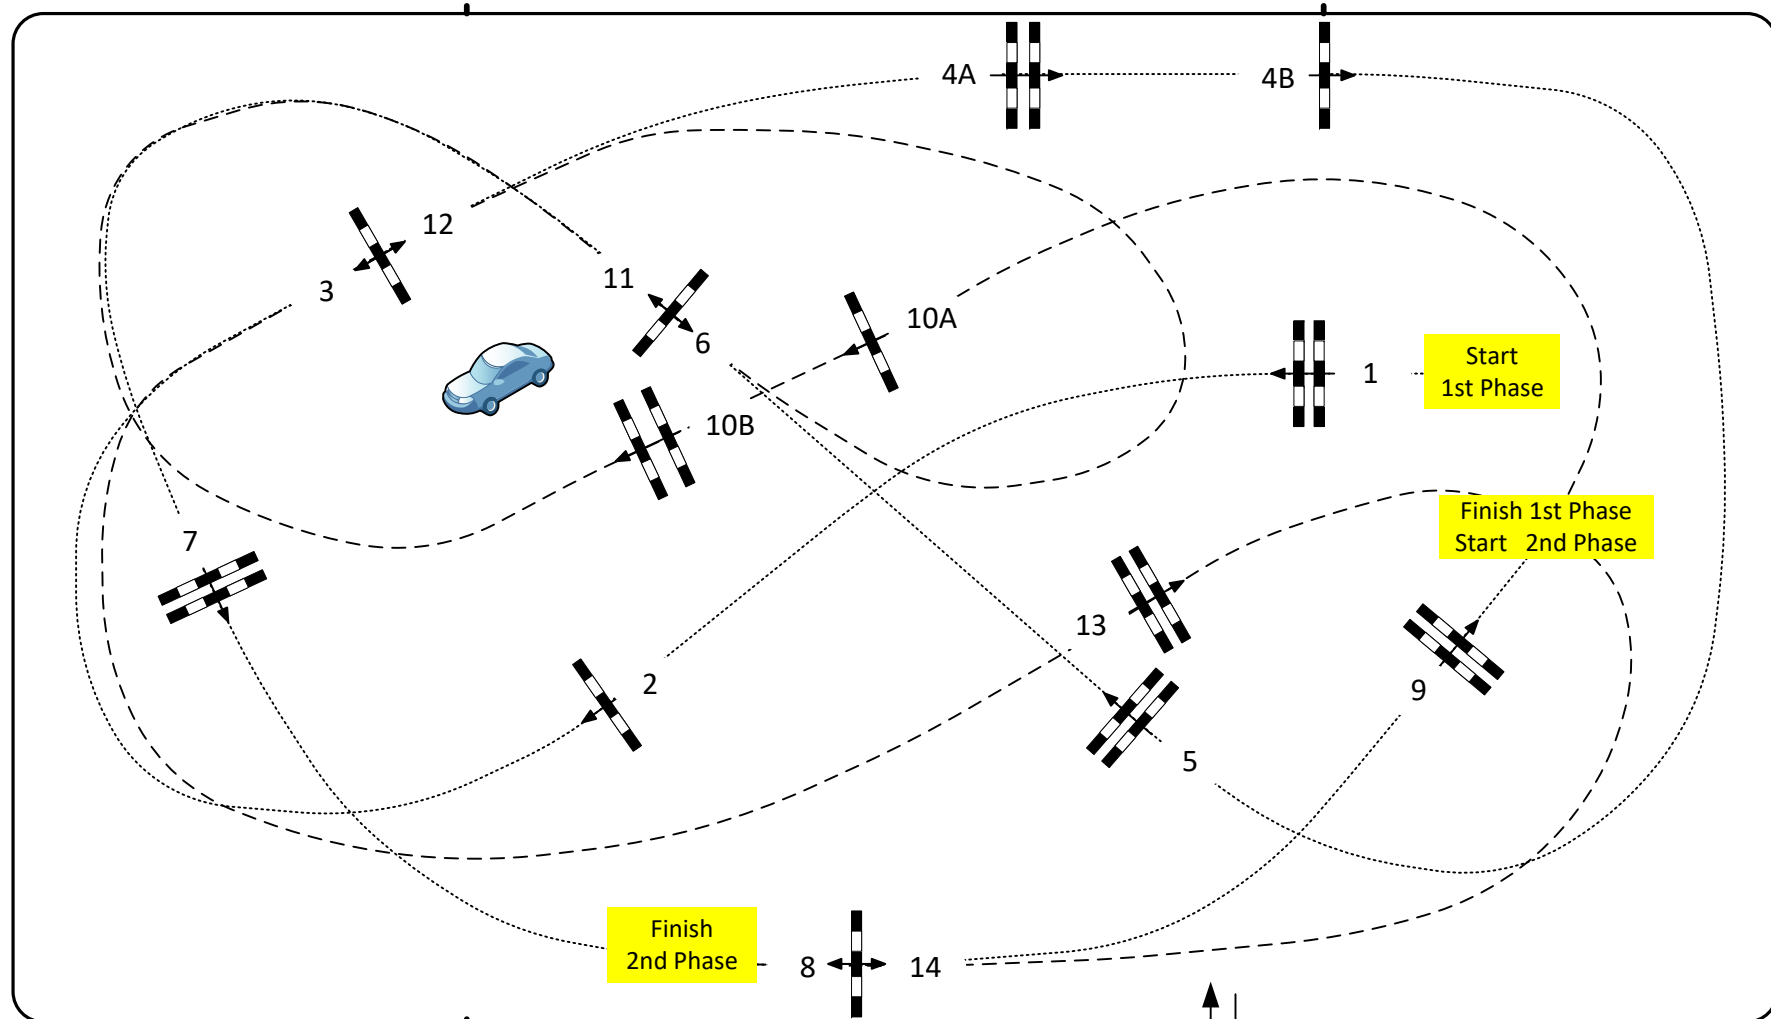 4A
4B
12
3
11
6
10A
10B
1
Start
1st Phase
Finish 1st Phase
Start 2nd Phase
7
2
13
9
5
Finish
2nd Phase
8
14